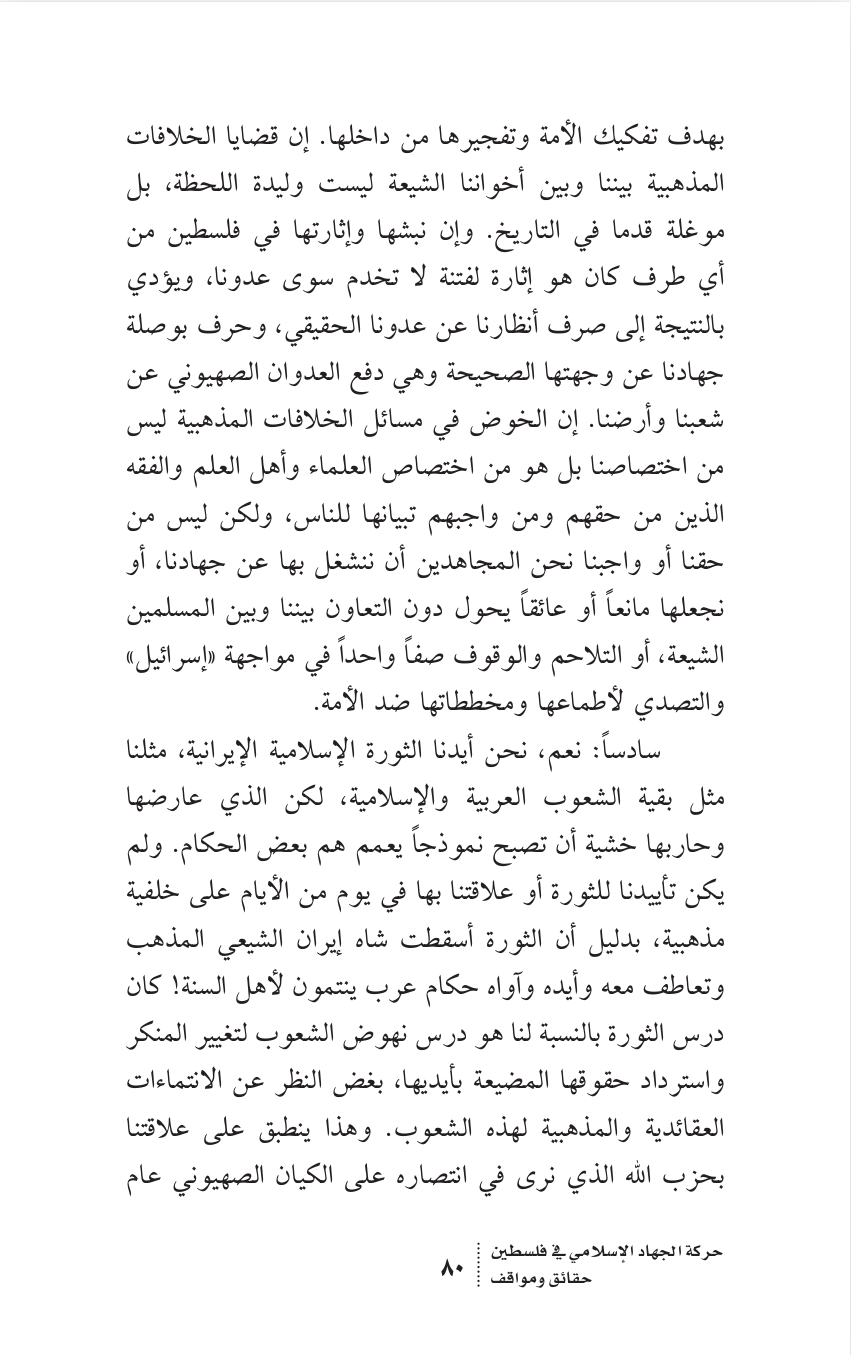 بهدف تفكيك الأمة وتفجيرها من داخلها. إن قضايا الخلافات
المذهبية بيننا وبين أخواننا الشيعة ليست وليدة اللحظة، بل
موغلة قدما في التاريخ. وإن نبشها وإثارتها في فلسطين من
أي طرف كان هو إثارة لفتنة لا تخدم سوى عدونا، ويؤدي
بالنتيجة إلى صرف أنظارنا عن عدونا الحقيقي، وحرف بوصلة
جهادنا عن وجهتها الصحيحة وهي دفع العدوان الصهيوني عن
شعبنا وأرضنا. إن الخوض في مسائل الخلافات المذهبية ليس
من اختصاصنا بل هو من اختصاص العلماء وأهل العلم والفقه
الذين من حقهم ومن واجبهم تبيانها للناس، ولكن ليس من
حقنا أو واجبنا نحن المجاهدين أن ننشغل بها عن جهادنا، أو
نجعلها مانعاً أو عائقاً يحول دون التعاون بيننا وبين المسلمين
الشيعة، أو التلاحم والوقوف صفاً واحداً في مواجهة «إسرائيل»
والتصدي لأطماعها ومخططاتها ضد الأمة.
سادساً: نعم، نحن أيدنا الثورة الإسلامية الإيرانية، مثلنا
مثل بقية الشعوب العربية والإسلامية، لكن الذي عارضها
وحاربها خشية أن تصبح نموذجاً يعمم هم بعض الحكام. ولم
يكن تأييدنا للثورة أو علاقتنا بها في يوم من الأيام على خلفية
مذهبية، بدليل أن الثورة أسقطت شاه إيران الشيعي المذهب
وتعاطف معه وأيده وآواه حكام عرب ينتمون لأهل السنة! كان
درس الثورة بالنسبة لنا هو درس نهوض الشعوب لتغيير المنكر
واسترداد حقوقها المضيعة بأيديها، بغض النظر عن الانتماءات
العقائدية والمذهبية لهذه الشعوب. وهذا ينطبق على علاقتنا
بحزب الله الذي نرى في انتصاره على الكيان الصهيوني عام
حركة الجهاد الإسلامي في فلسطين
حقائق ومواقف
٨٠